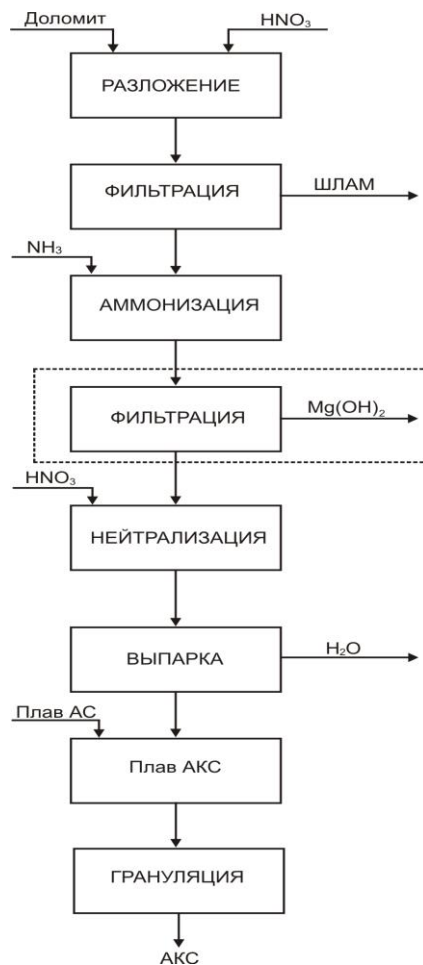 Доломит
HNO₃
РАЗЛОЖЕНИЕ
ФИЛЬТРАЦИЯ
ШЛАМ
NH₃
АММОНИЗАЦИЯ
ФИЛЬТРАЦИЯ
Mg(OH)₂
HNO₃
НЕЙТРАЛИЗАЦИЯ
ВЫПАРКА
H₂O
Плав АС
Плав АКС
ГРАНУЛЯЦИЯ
АКС